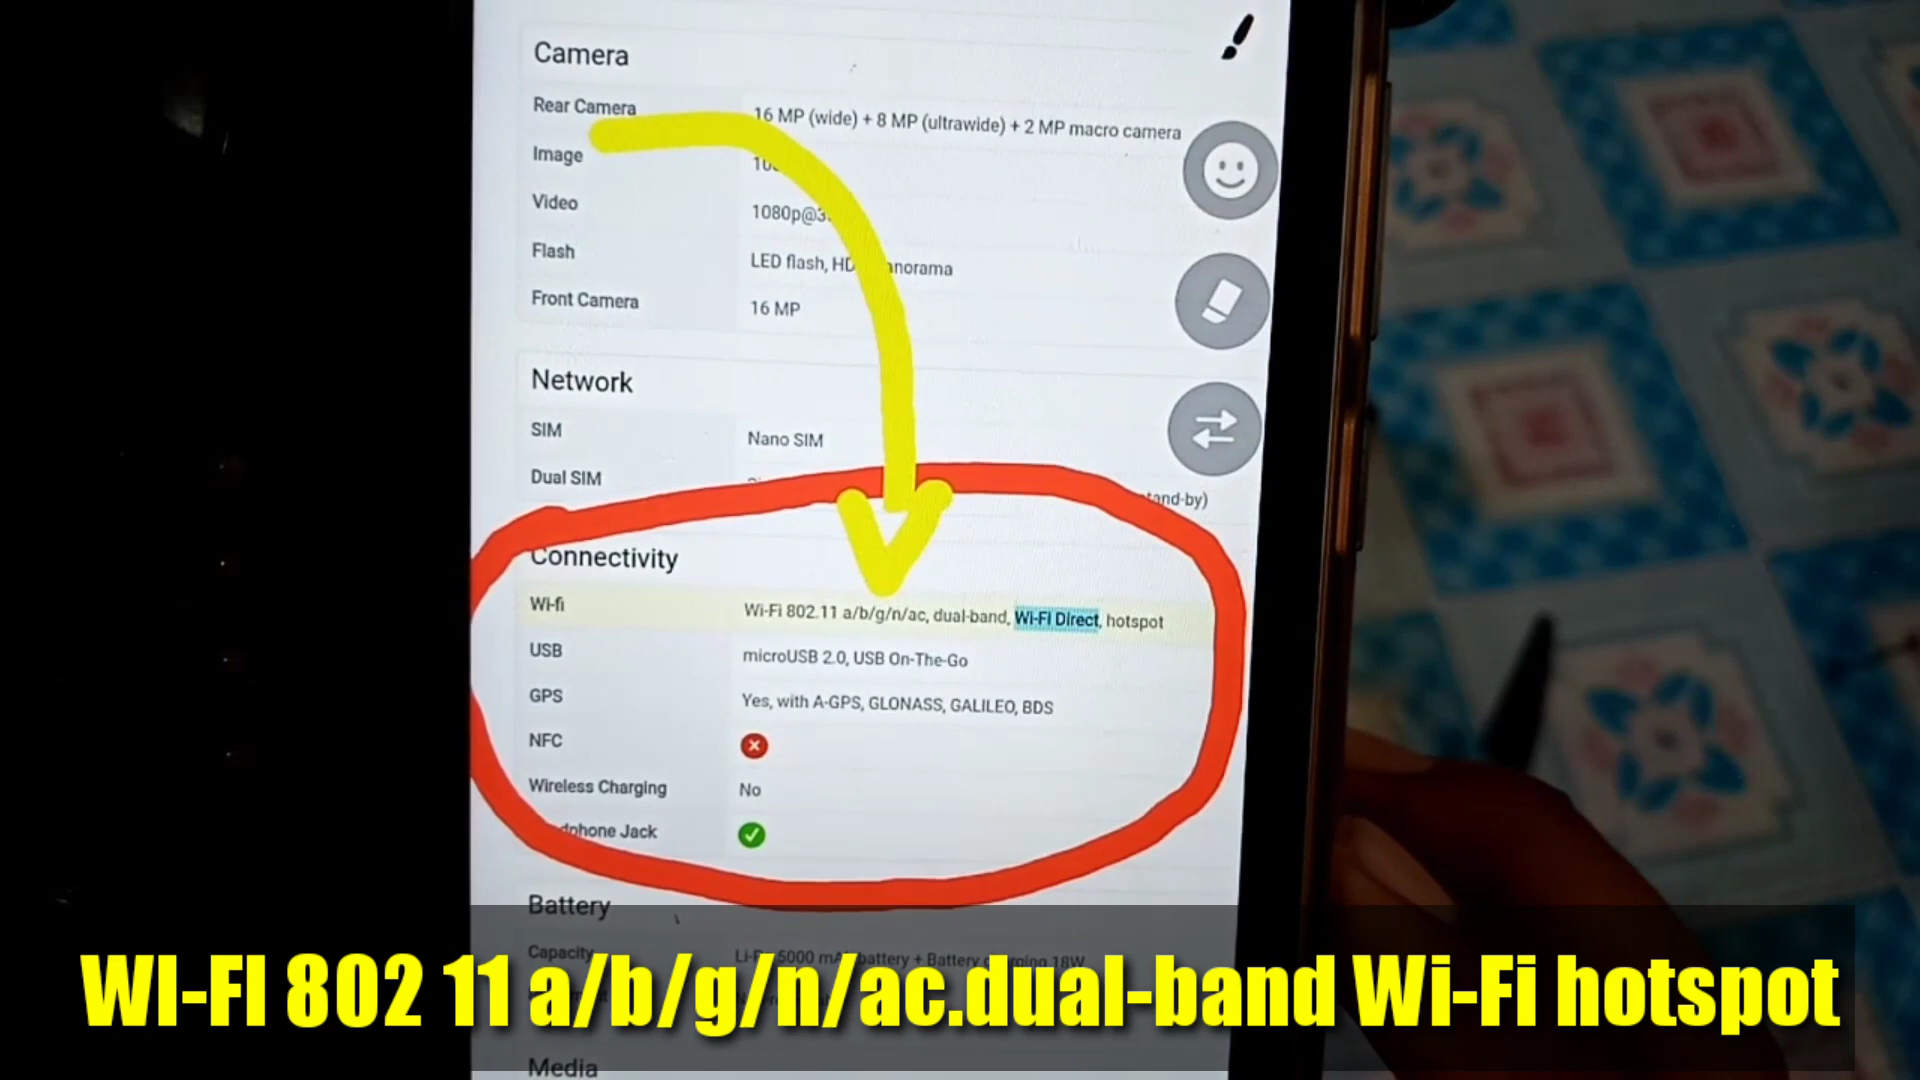 Camera
Rear Camera 16 MP (wide) + 8 MP (ultrawide) + 2 MP macro camera
Image
Video 1080p@3
Flash LED flash, HD norama
Front Camera 16 MP
Network
SIM Nano SIM
Dual SIM and-by)
Connectivity
Wi-fi Wi-Fi 802.11 a/b/g/n/ac, dual-band, Wi-Fi Direct, hotspot
USB microUSB 2.0, USB On-The-Go
GPS Yes, with A-GPS, GLONASS, GALILEO, BDS
NFC
Wireless Charging No
dphone Jack
Battery
Capacity 5000 battery + Battery 18W
WI-FI 802 11 a/b/g/n/ac.dual-band Wi-Fi hotspot
Media